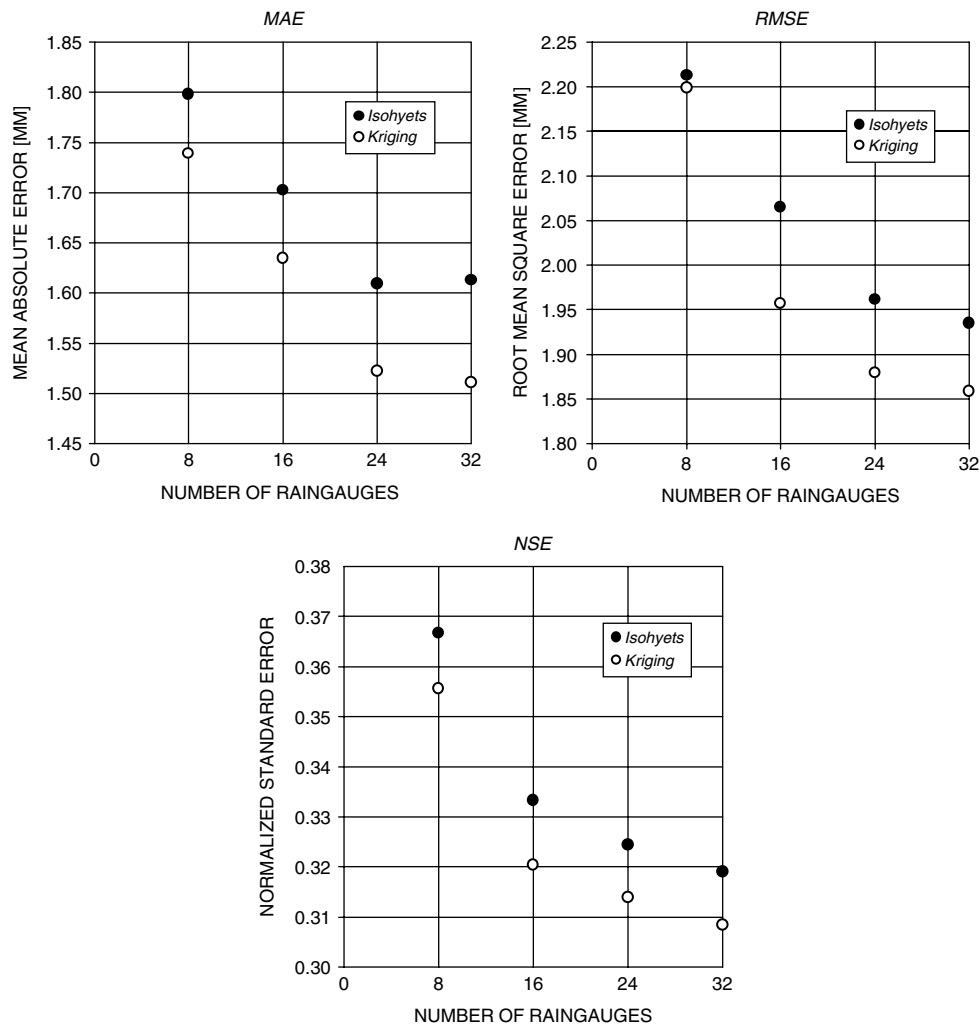 MAE
MEAN ABSOLUTE ERROR [MM]
1.85
1.80
1.75
1.70
1.65
1.60
1.55
1.50
1.45
Isohyets
Kriging
0 8 16 24 32
NUMBER OF RAINGAUGES
RMSE
ROOT MEAN SQUARE ERROR [MM]
2.25
2.20
2.15
2.10
2.05
2.00
1.95
1.90
1.85
1.80
Isohyets
Kriging
0 8 16 24 32
NUMBER OF RAINGAUGES
NSE
NORMALIZED STANDARD ERROR
0.38
0.37
0.36
0.35
0.34
0.33
0.32
0.31
0.30
Isohyets
Kriging
0 8 16 24 32
NUMBER OF RAINGAUGES